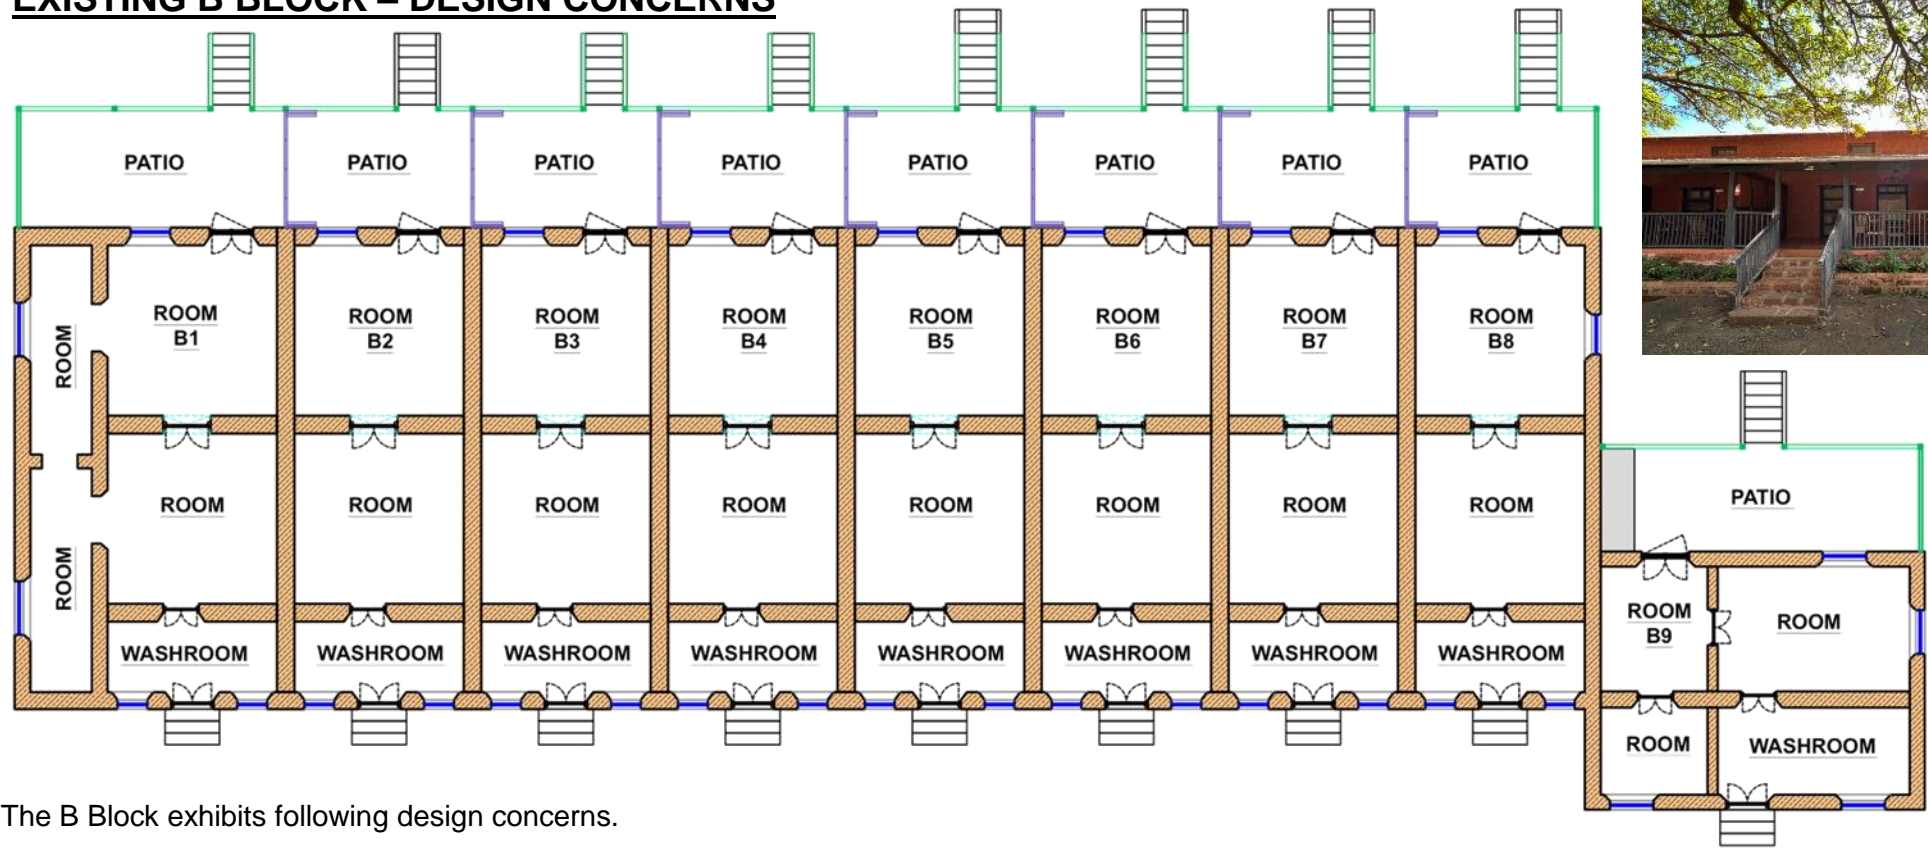 EXISTING B BLOCK – DESIGN CONCERNS
PATIO PATIO PATIO PATIO PATIO PATIO PATIO PATIO
ROOM
ROOM B1
ROOM B2
ROOM B3
ROOM B4
ROOM B5
ROOM B6
ROOM B7
ROOM B8
PATIO
ROOM ROOM ROOM ROOM ROOM ROOM ROOM ROOM
ROOM
ROOM B9
ROOM
WASHROOM WASHROOM WASHROOM WASHROOM WASHROOM WASHROOM WASHROOM WASHROOM
ROOM
WASHROOM
The B Block exhibits following design concerns.